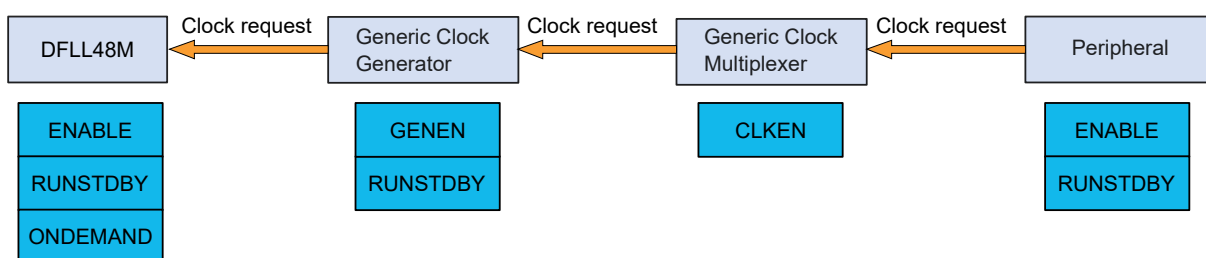 Clock request
Clock request
Clock request
DFLL48M
Generic Clock
Generator
Generic Clock
Multiplexer
Peripheral
ENABLE
GENEN
CLKEN
ENABLE
RUNSTDBY
RUNSTDBY
RUNSTDBY
ONDEMAND